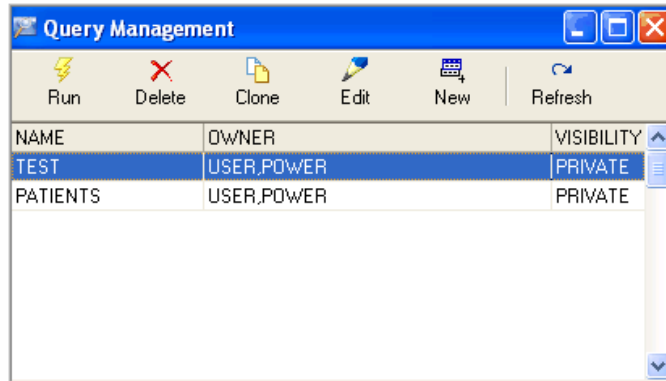 Query Management
Run Delete Clone Edit New Refresh
NAME OWNER VISIBILITY
TEST USER,POWER PRIVATE
PATIENTS USER,POWER PRIVATE